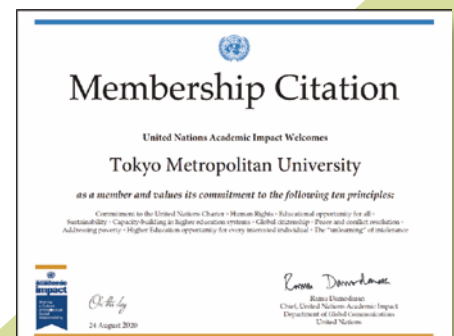 Membership Citation
United Nations Academic Impact Welcomes
Tokyo Metropolitan University
as a member and values its commitment to the following ten principles:
Commitment to the United Nations Charter • Human Rights • Educational opportunity for all •
Sustainability • Capacity-building in higher education systems • Global citizenship • Peace and conflict resolution •
Addressing poverty • Higher Education opportunity for every interested individual • The "unlearning" of intolerance
academic
impact
On this day
24 August 2020
Ramu Damodaran
Chief, United Nations Academic Impact
Department of Global Communications
United Nations